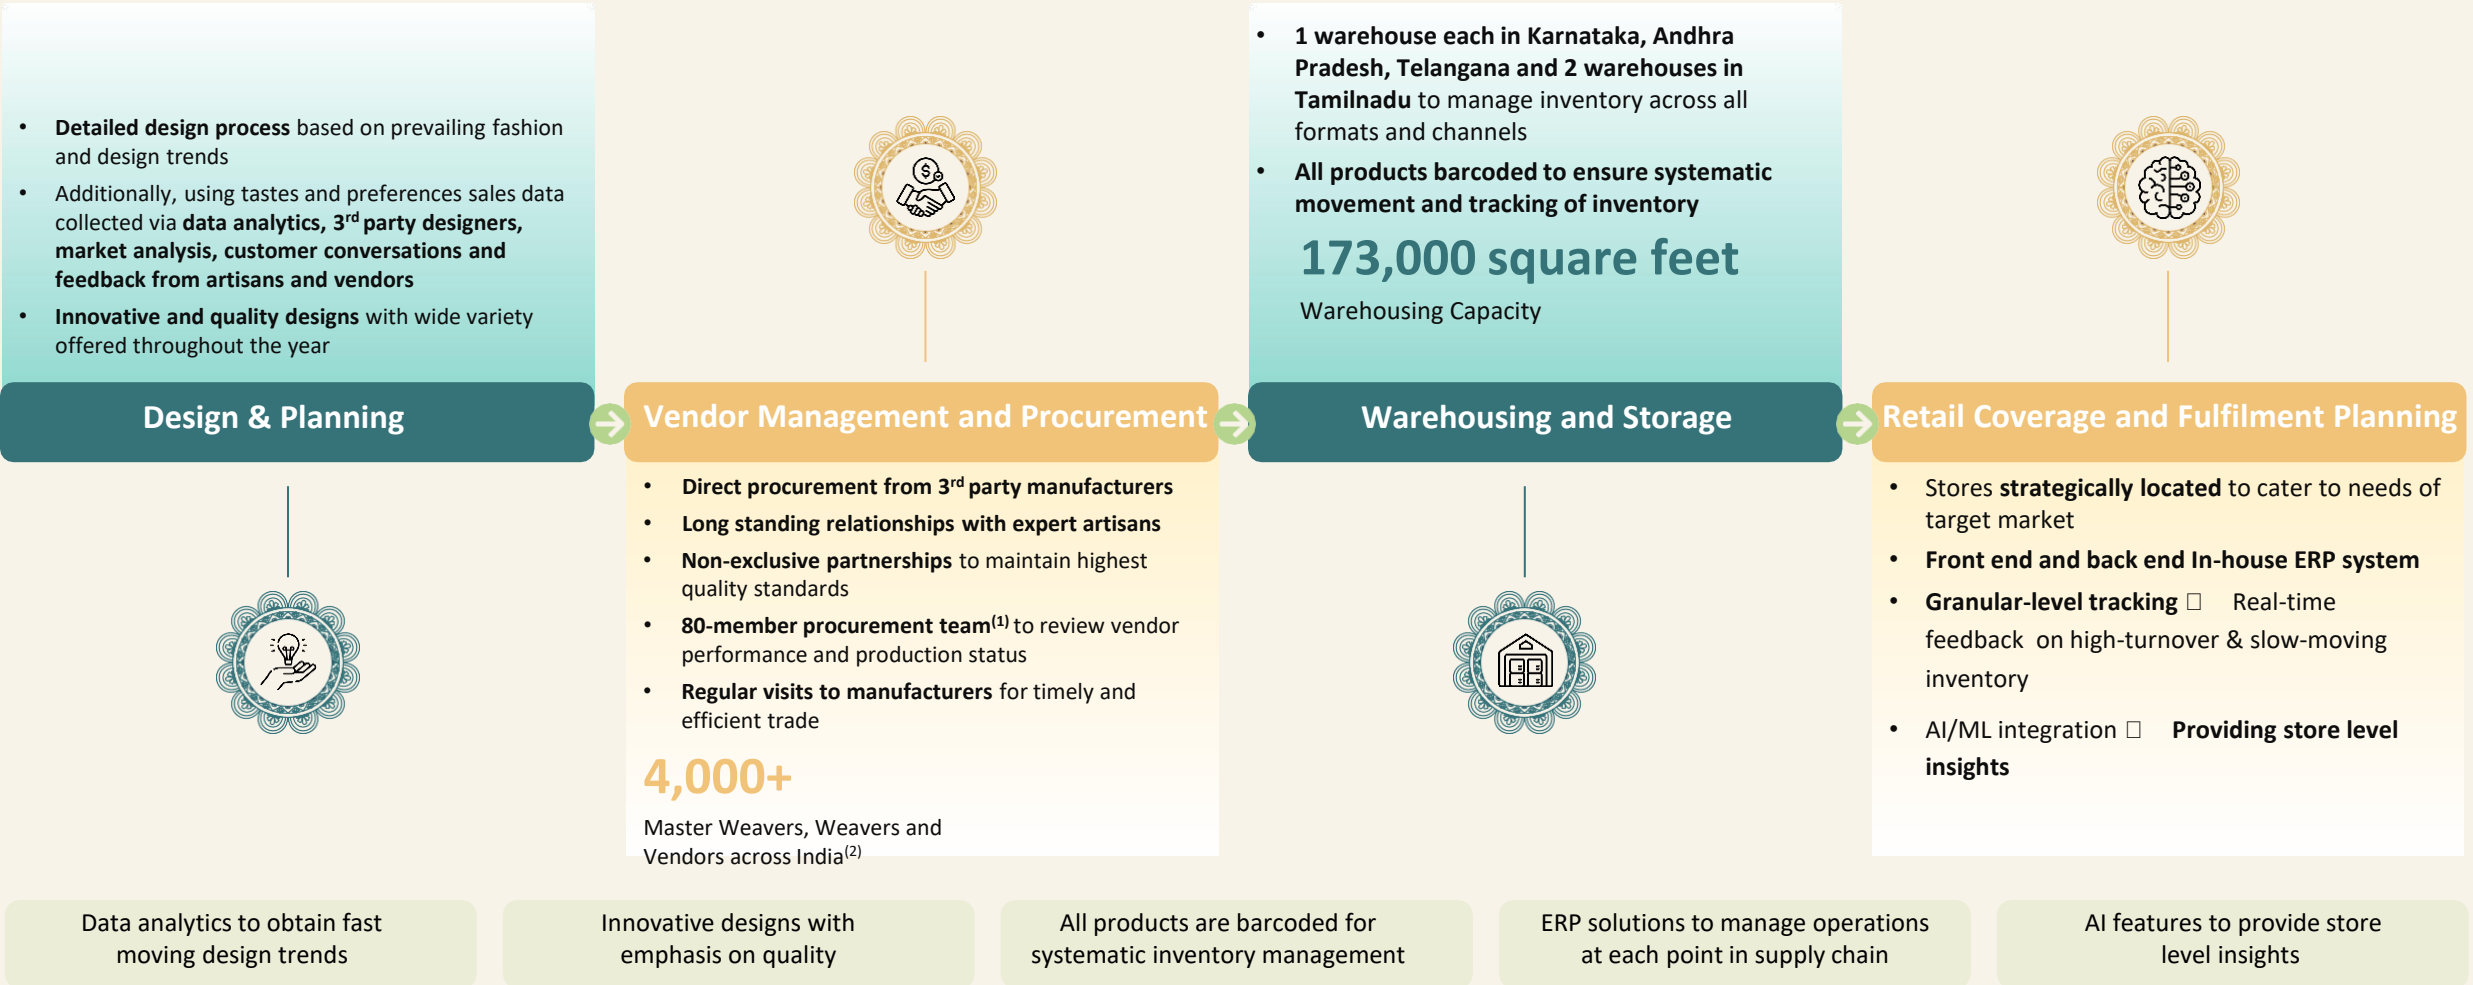 • Detailed design process based on prevailing fashion
and design trends
• Additionally, using tastes and preferences sales data
collected via data analytics, 3rd party designers,
market analysis, customer conversations and
feedback from artisans and vendors
• Innovative and quality designs with wide variety
offered throughout the year
Design & Planning
Vendor Management and Procurement
• Direct procurement from 3rd party manufacturers
• Long standing relationships with expert artisans
• Non-exclusive partnerships to maintain highest
quality standards
• 80-member procurement team(1) to review vendor
performance and production status
• Regular visits to manufacturers for timely and
efficient trade
4,000+
Master Weavers, Weavers and
Vendors across India(2)
• 1 warehouse each in Karnataka, Andhra
Pradesh, Telangana and 2 warehouses in
Tamilnadu to manage inventory across all
formats and channels
• All products barcoded to ensure systematic
movement and tracking of inventory
173,000 square feet
Warehousing Capacity
Warehousing and Storage
Retail Coverage and Fulfilment Planning
• Stores strategically located to cater to needs of
target market
• Front end and back end In-house ERP system
• Granular-level tracking □ Real-time
feedback on high-turnover & slow-moving
inventory
• AI/ML integration □ Providing store level
insights
Data analytics to obtain fast
moving design trends
Innovative designs with
emphasis on quality
All products are barcoded for
systematic inventory management
ERP solutions to manage operations
at each point in supply chain
AI features to provide store
level insights